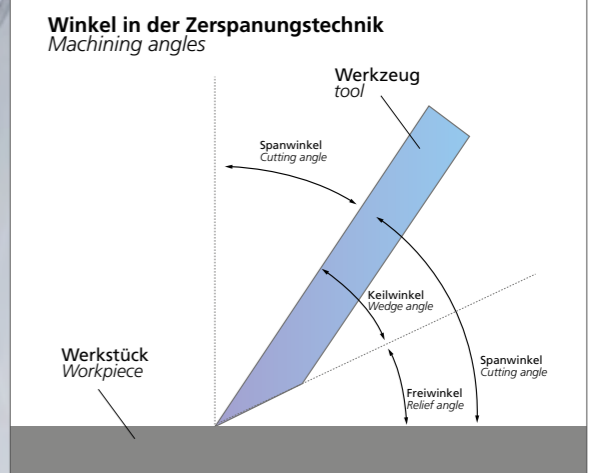 Winkel in der Zerspanungstechnik
Machining angles
Werkzeug
tool
Spanwinkel
Cutting angle
Keilwinkel
Wedge angle
Werkstück
Workpiece
Spanwinkel
Cutting angle
Freiwinkel
Relief angle